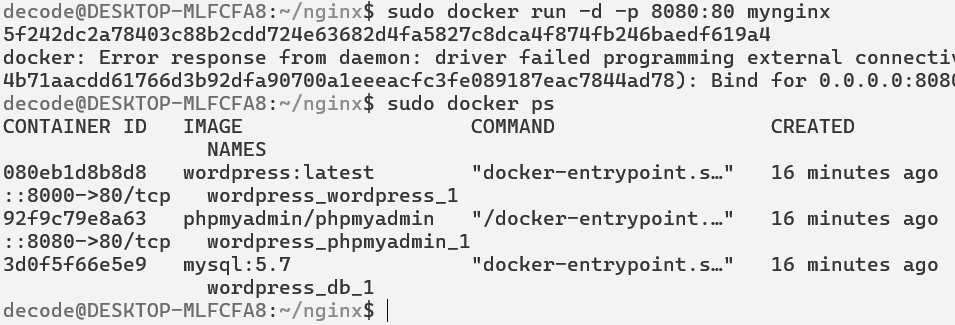 decode@DESKTOP-MLFCFA8:~/nginx$ sudo docker run -d -p 8080:80 mynginx
5f242dc2a78403c88b2cdd724e63682d4fa5827c8dca4f874fb246baedf619a4
docker: Error response from daemon: driver failed programming external connectiv
4b71aacdd61766d3b92dfa90700a1eeeacfc3fe089187eac7844ad78): Bind for 0.0.0.0:8080
decode@DESKTOP-MLFCFA8:~/nginx$ sudo docker ps
CONTAINER ID   IMAGE                   COMMAND                  CREATED
                 NAMES
080eb1d8b8d8   wordpress:latest        "docker-entrypoint.s…"   16 minutes ago
::8000->80/tcp   wordpress_wordpress_1
92f9c79e8a63   phpmyadmin/phpmyadmin   "/docker-entrypoint.…"   16 minutes ago
::8080->80/tcp   wordpress_phpmyadmin_1
3d0f5f66e5e9   mysql:5.7               "docker-entrypoint.s…"   16 minutes ago
                 wordpress_db_1
decode@DESKTOP-MLFCFA8:~/nginx$